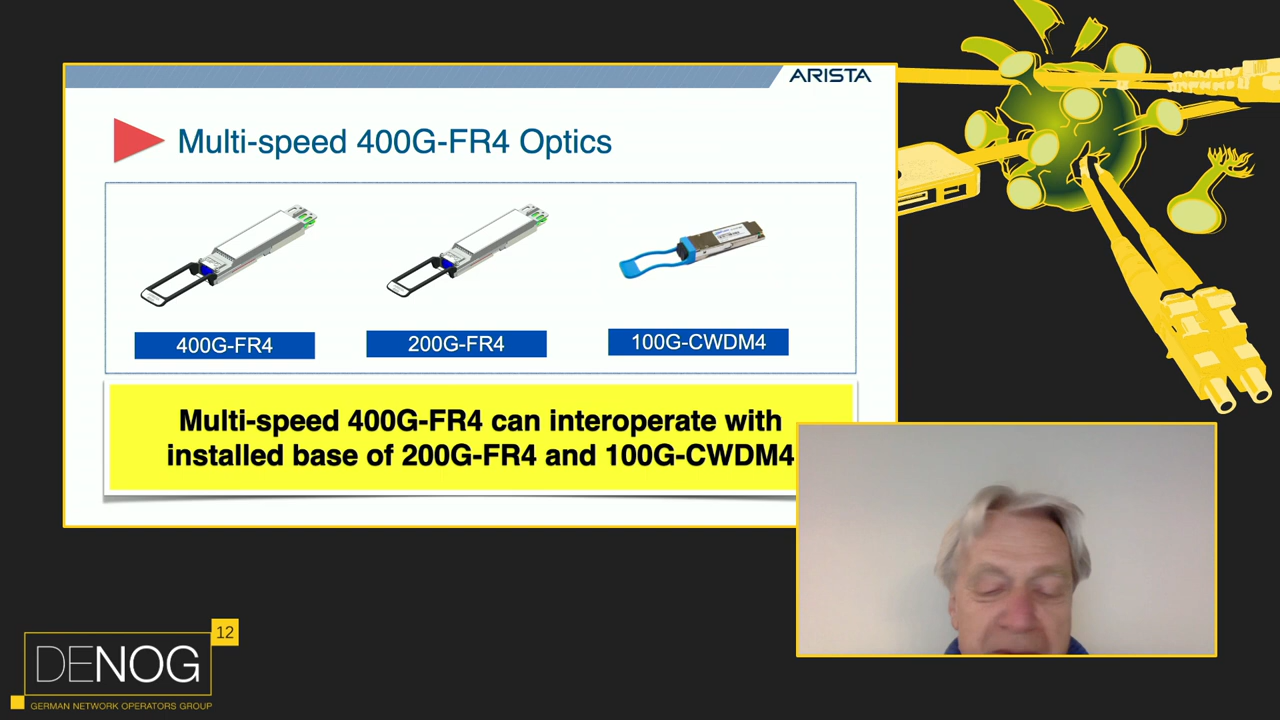 ARISTA
Multi-speed 400G-FR4 Optics
400G-FR4
200G-FR4
100G-CWDM4
Multi-speed 400G-FR4 can interoperate with
installed base of 200G-FR4 and 100G-CWDM4
12
DENOG
GERMAN NETWORK OPERATORS GROUP